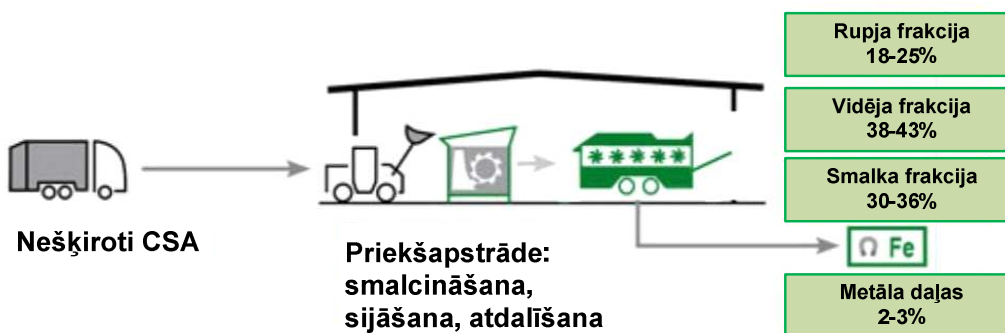 Rupja frakcija
18-25%
Vidēja frakcija
38-43%
Smalka frakcija
30-36%
Nešķiroti CSA
Fe
Priekšapstrāde:
smalcināšana,
sijāšana, atdalīšana
Metāla daļas
2-3%